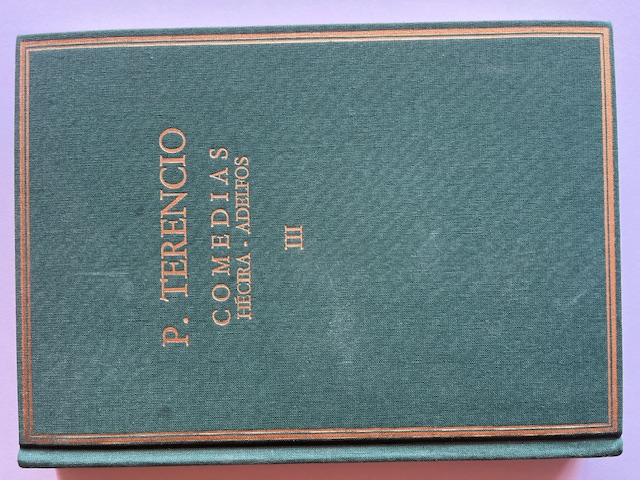 P. TERENCIO
COMEDIAS
HÉCIRA - ADELFOS
III